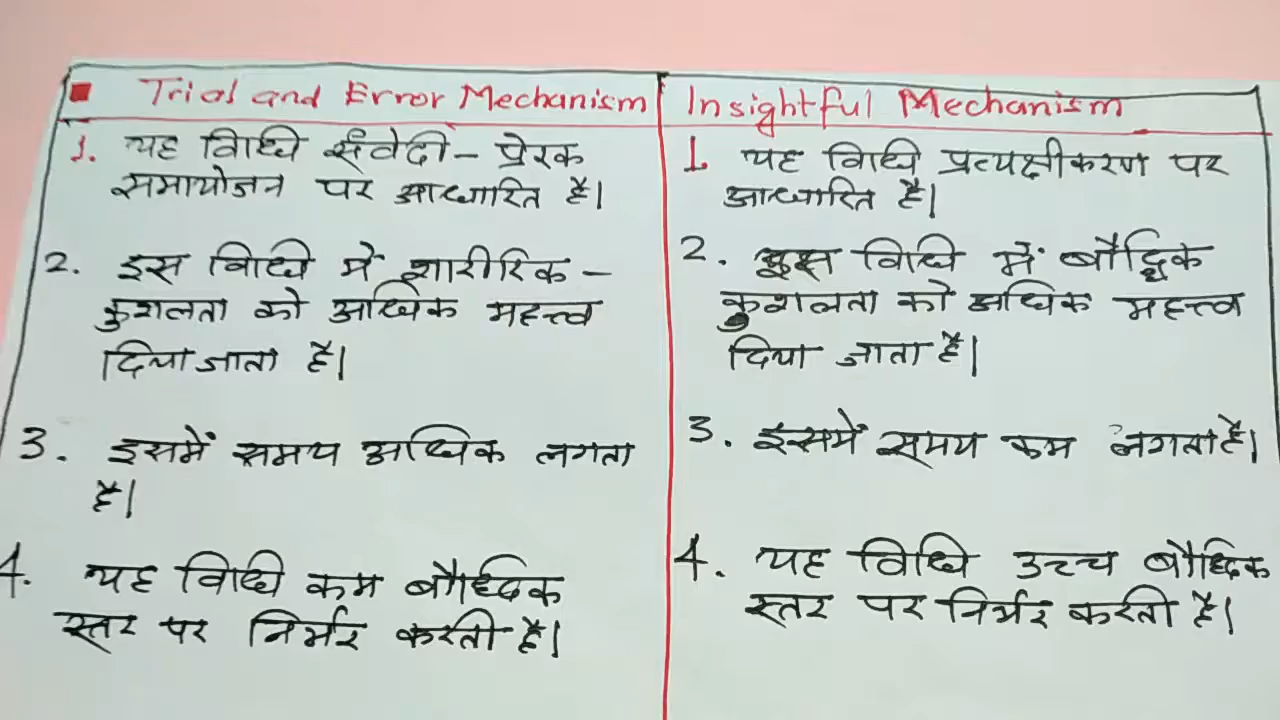 Trial and Error Mechanism
1. यह विधि संवेदी - प्रेरक
समायोजन पर आधारित है।
2. इस विधि में शारीरिक -
कुशलता को अधिक महत्त्व
दिया जाता है।
3. इसमें समय अधिक लगता
है।
4. यह विधि कम बौद्धिक
स्तर पर निर्भर करती है।
Insightful Mechanism
1. यह विधि प्रत्यक्षीकरण पर
आधारित है।
2. इस विधि में बौद्धिक
कुशलता को अधिक महत्त्व
दिया जाता है।
3. इसमें समय कम लगता है।
4. यह विधि उच्च बौद्धिक
स्तर पर निर्भर करती है।